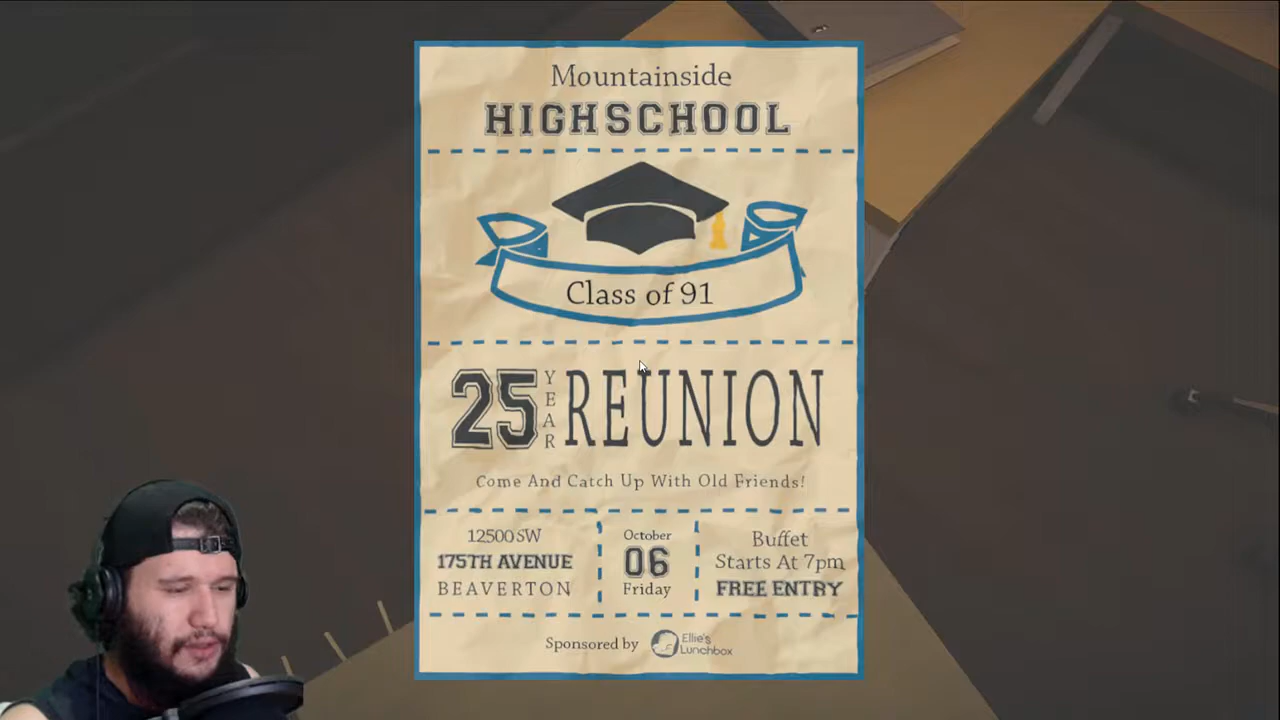 Mountainside
HIGHSCHOOL
Class of 91
25 YEAR REUNION
Come And Catch Up With Old Friends!
12500 SW
175TH AVENUE
BEAVERTON
October
06
Friday
Buffet
Starts At 7pm
FREE ENTRY
Sponsored by Ellie's Lunchbox